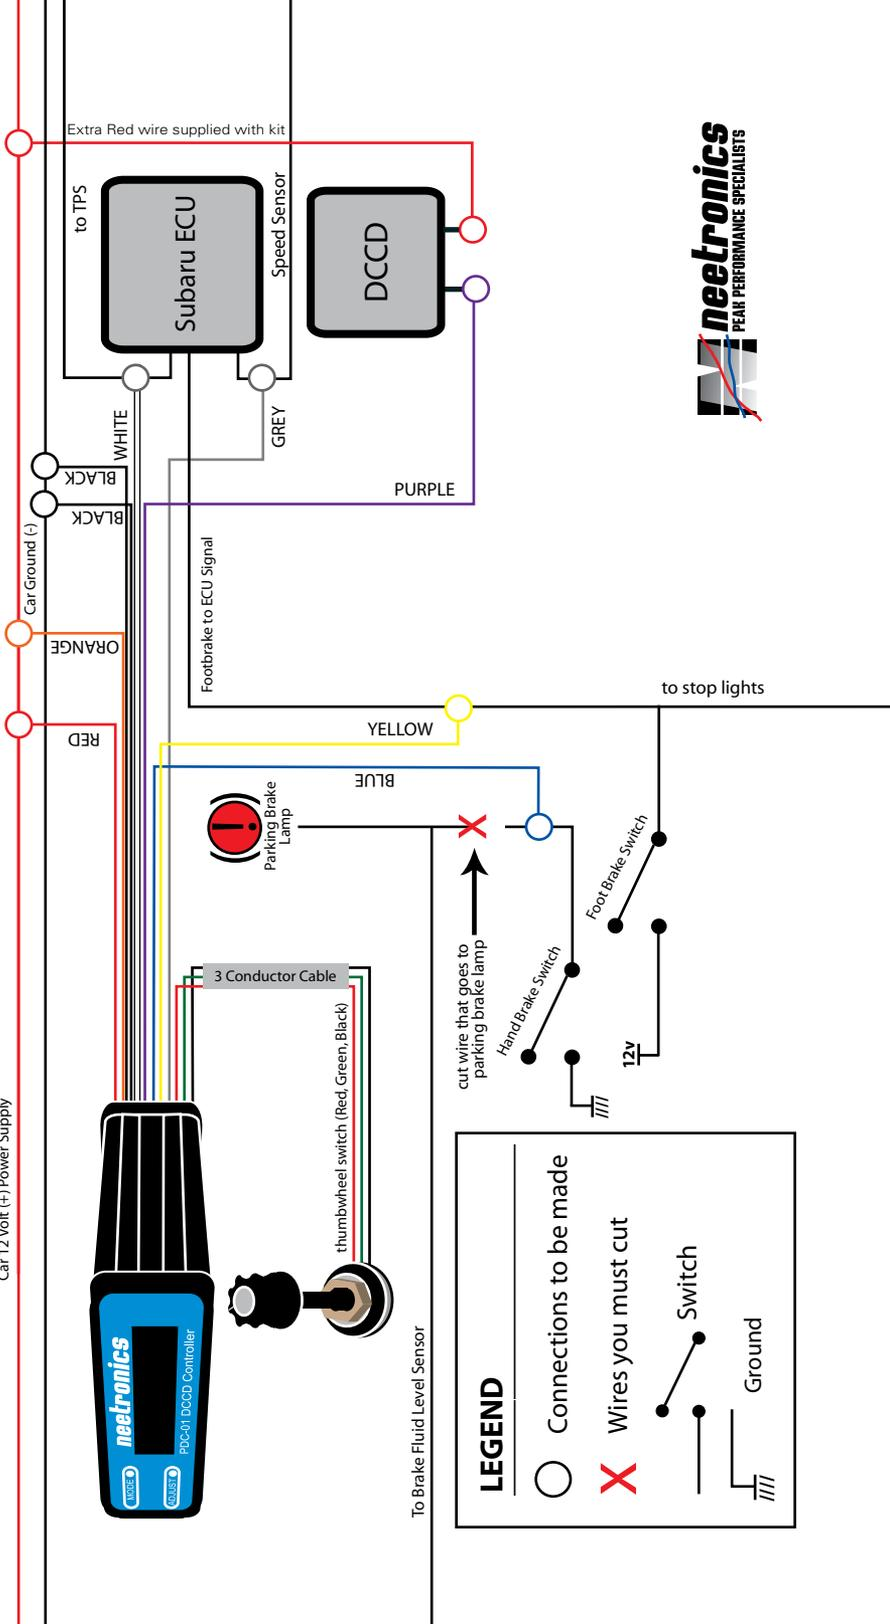 Extra Red wire supplied with kit
to TPS
Subaru ECU
Speed Sensor
DCCD
neetronics
PEAK PERFORMANCE SPECIALISTS
WHITE
GREY
BLACK
BLACK
PURPLE
Car Ground (-)
ORANGE
Footbrake to ECU Signal
to stop lights
RED
YELLOW
BLUE
Parking Brake
Lamp
Foot Brake Switch
3 Conductor Cable
cut wire that goes to
parking brake lamp
Hand Brake Switch
12v
thumbwheel switch (Red, Green, Black)
Car 12 Volt (+) Power Supply
neetronics
PDC-01 DCCD Controller
MODE
ADJUST
To Brake Fluid Level Sensor
LEGEND
Connections to be made
X Wires you must cut
Switch
Ground